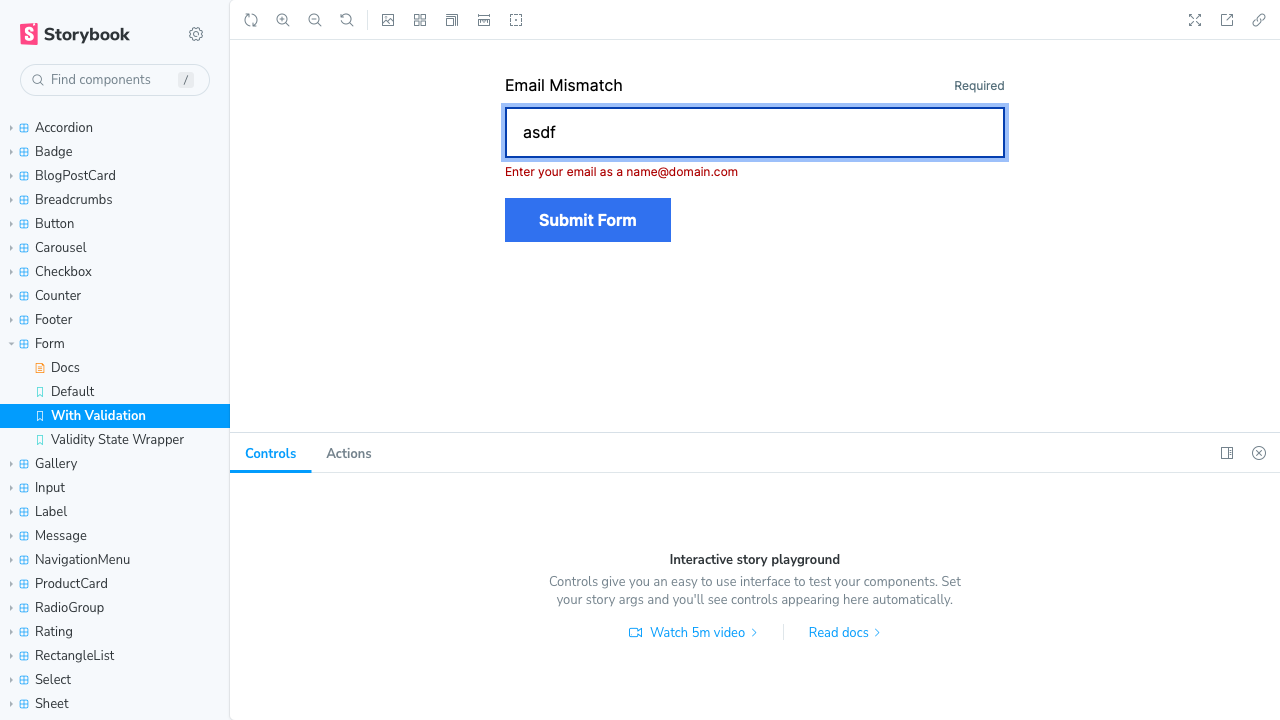 Storybook
Find components
/
Accordion
Badge
BlogPostCard
Breadcrumbs
Button
Carousel
Checkbox
Counter
Footer
Form
Docs
Default
With Validation
Validity State Wrapper
Gallery
Input
Label
Message
NavigationMenu
ProductCard
RadioGroup
Rating
RectangleList
Select
Sheet
Email Mismatch
Required
asdf
Enter your email as a name@domain.com
Submit Form
Controls
Actions
Interactive story playground
Controls give you an easy to use interface to test your components. Set
your story args and you'll see controls appearing here automatically.
Watch 5m video
Read docs